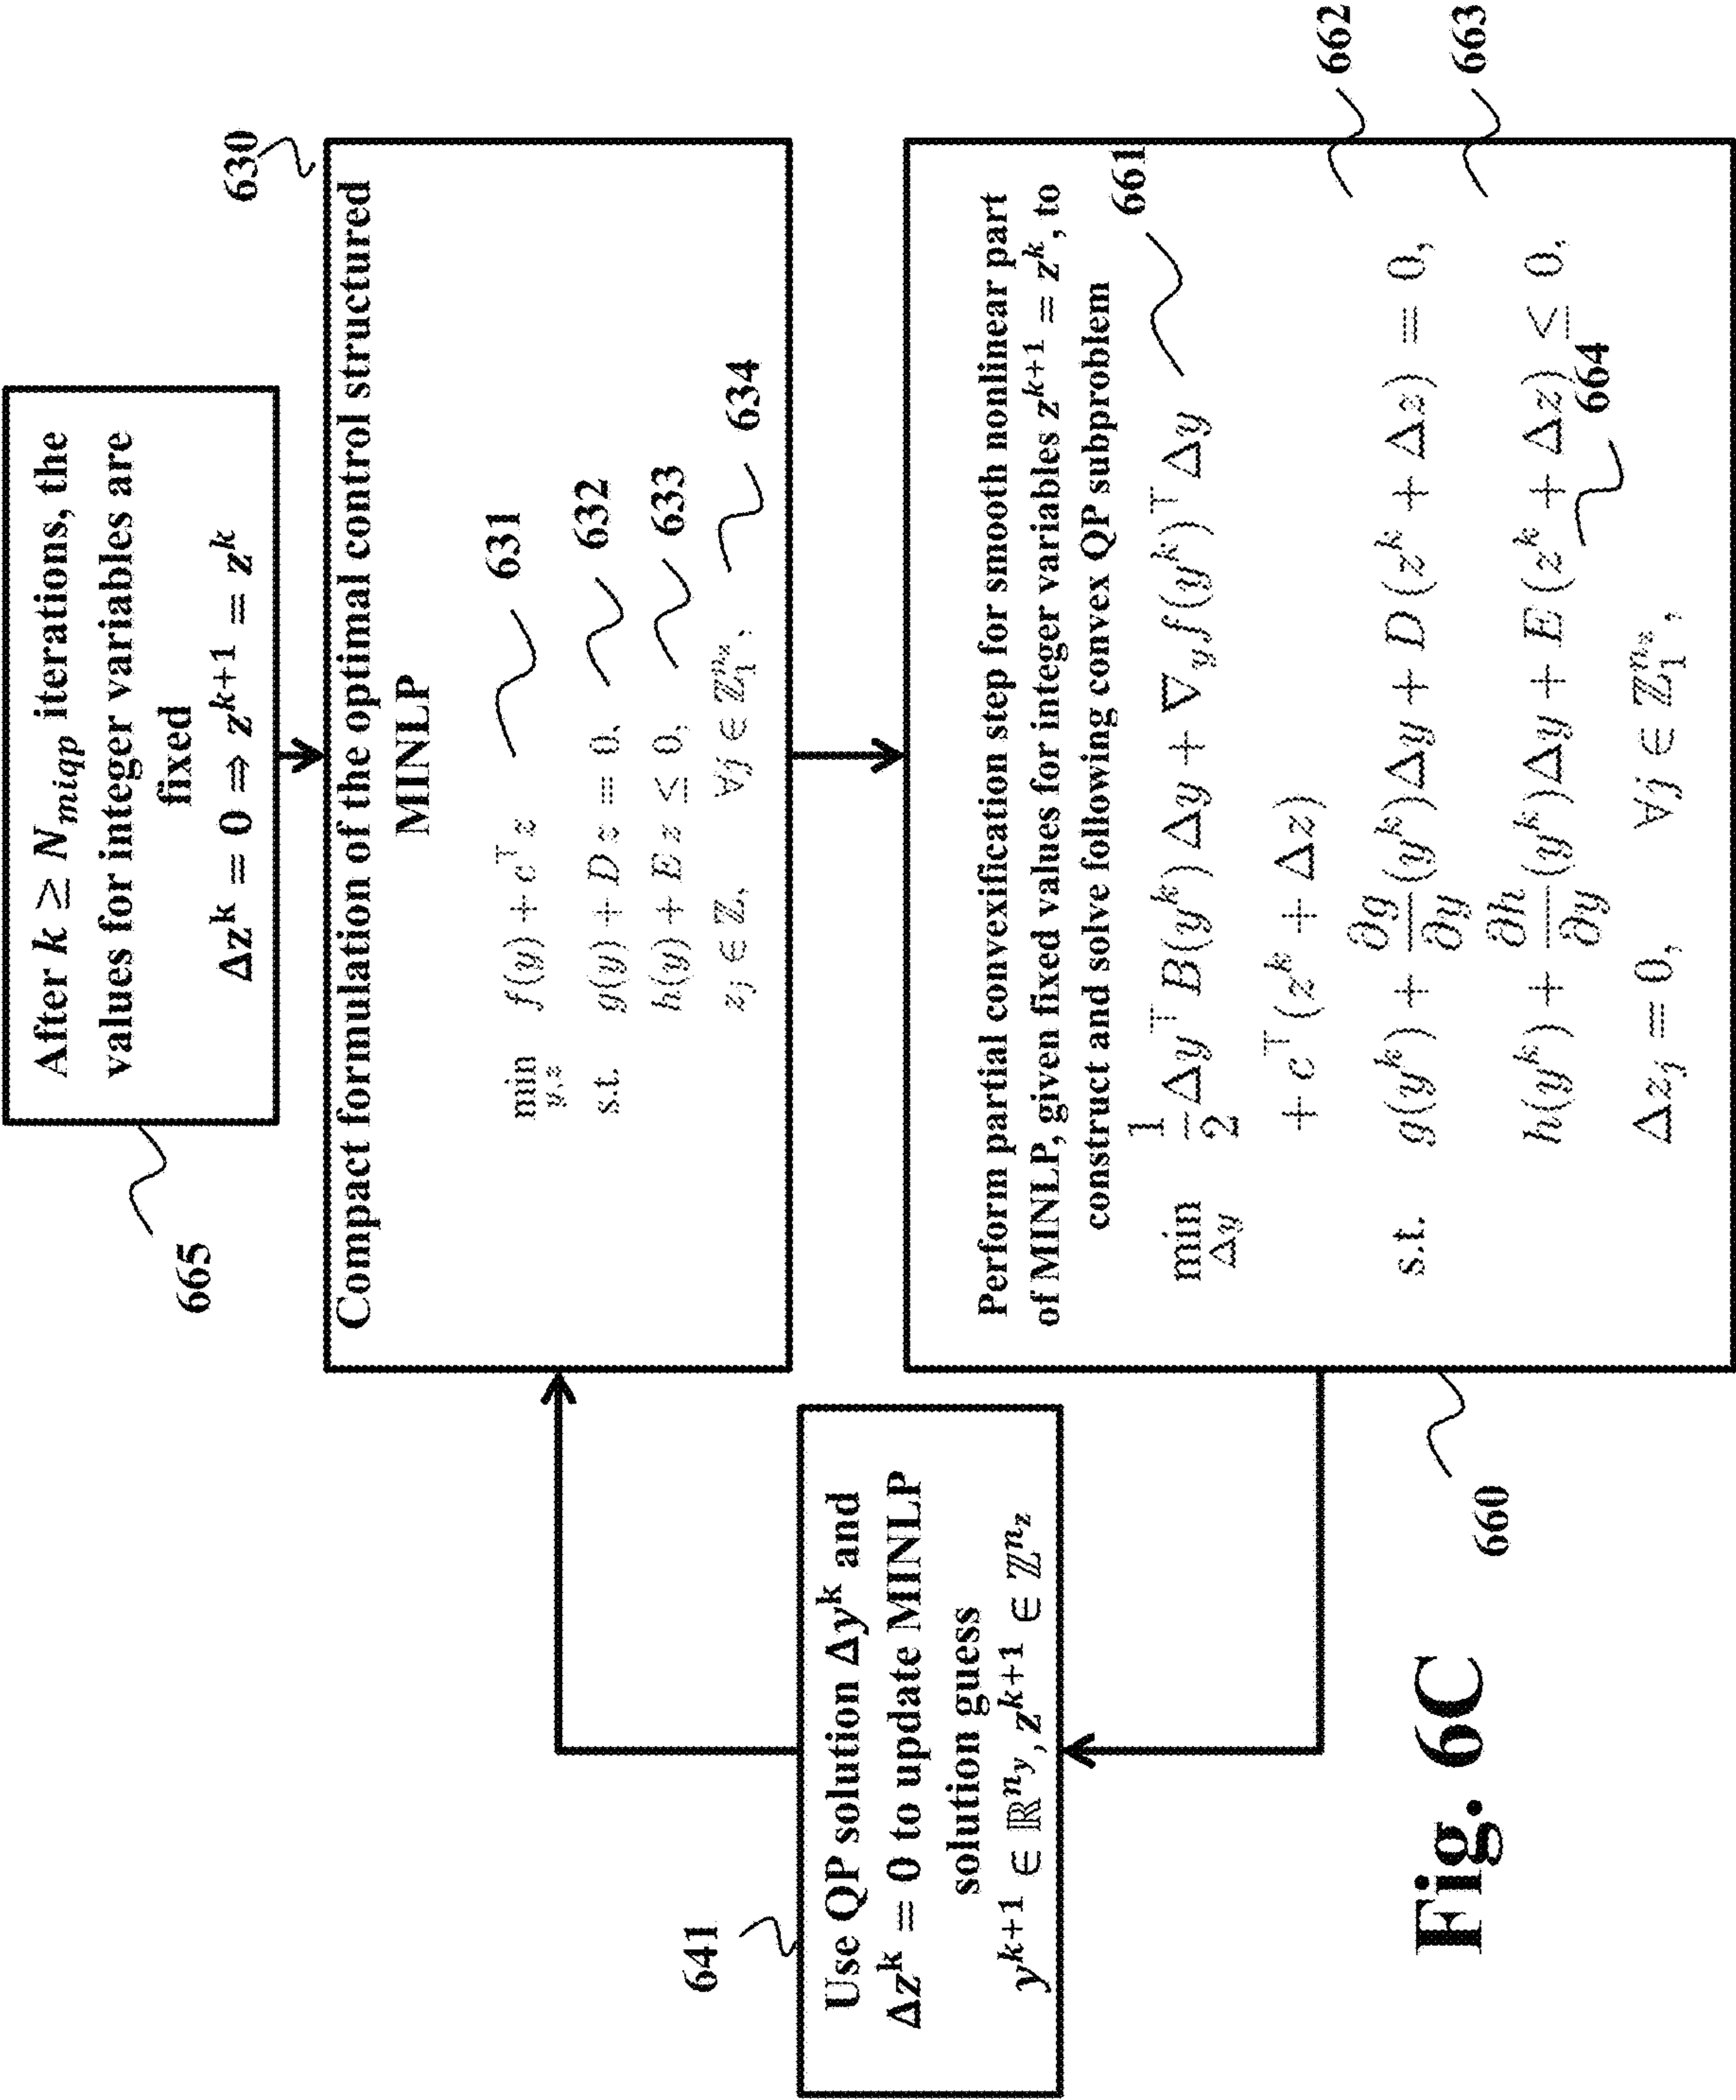 After k ≥ N_miqp iterations, the
values for integer variables are
fixed
Δz^k = 0 ⇒ z^{k+1} = z^k
665
630
Compact formulation of the optimal control structured
MINLP
min_{y,z} f(y) + c^⊤ z
631
s.t. g(y) + D z = 0,
632
h(y) + E z ≤ 0,
633
z_j ∈ ℤ, ∀j ∈ ℤ_1^{n_z},
634
Perform partial convexification step for smooth nonlinear part
of MINLP, given fixed values for integer variables z^{k+1} = z^k, to
construct and solve following convex QP subproblem
661
min_{Δy} 1/2 Δy^⊤ B(y^k) Δy + ∇_y f(y^k)^⊤ Δy
+ c^⊤ (z^k + Δz)
662
s.t. g(y^k) + ∂g/∂y (y^k)Δy + D (z^k + Δz) = 0,
663
h(y^k) + ∂h/∂y (y^k)Δy + E (z^k + Δz) ≤ 0,
664
Δz_j = 0, ∀j ∈ ℤ_1^{n_z},
660
641
Use QP solution Δy^k and
Δz^k = 0 to update MINLP
solution guess
y^{k+1} ∈ ℝ^{n_y}, z^{k+1} ∈ ℤ^{n_z}
Fig. 6C